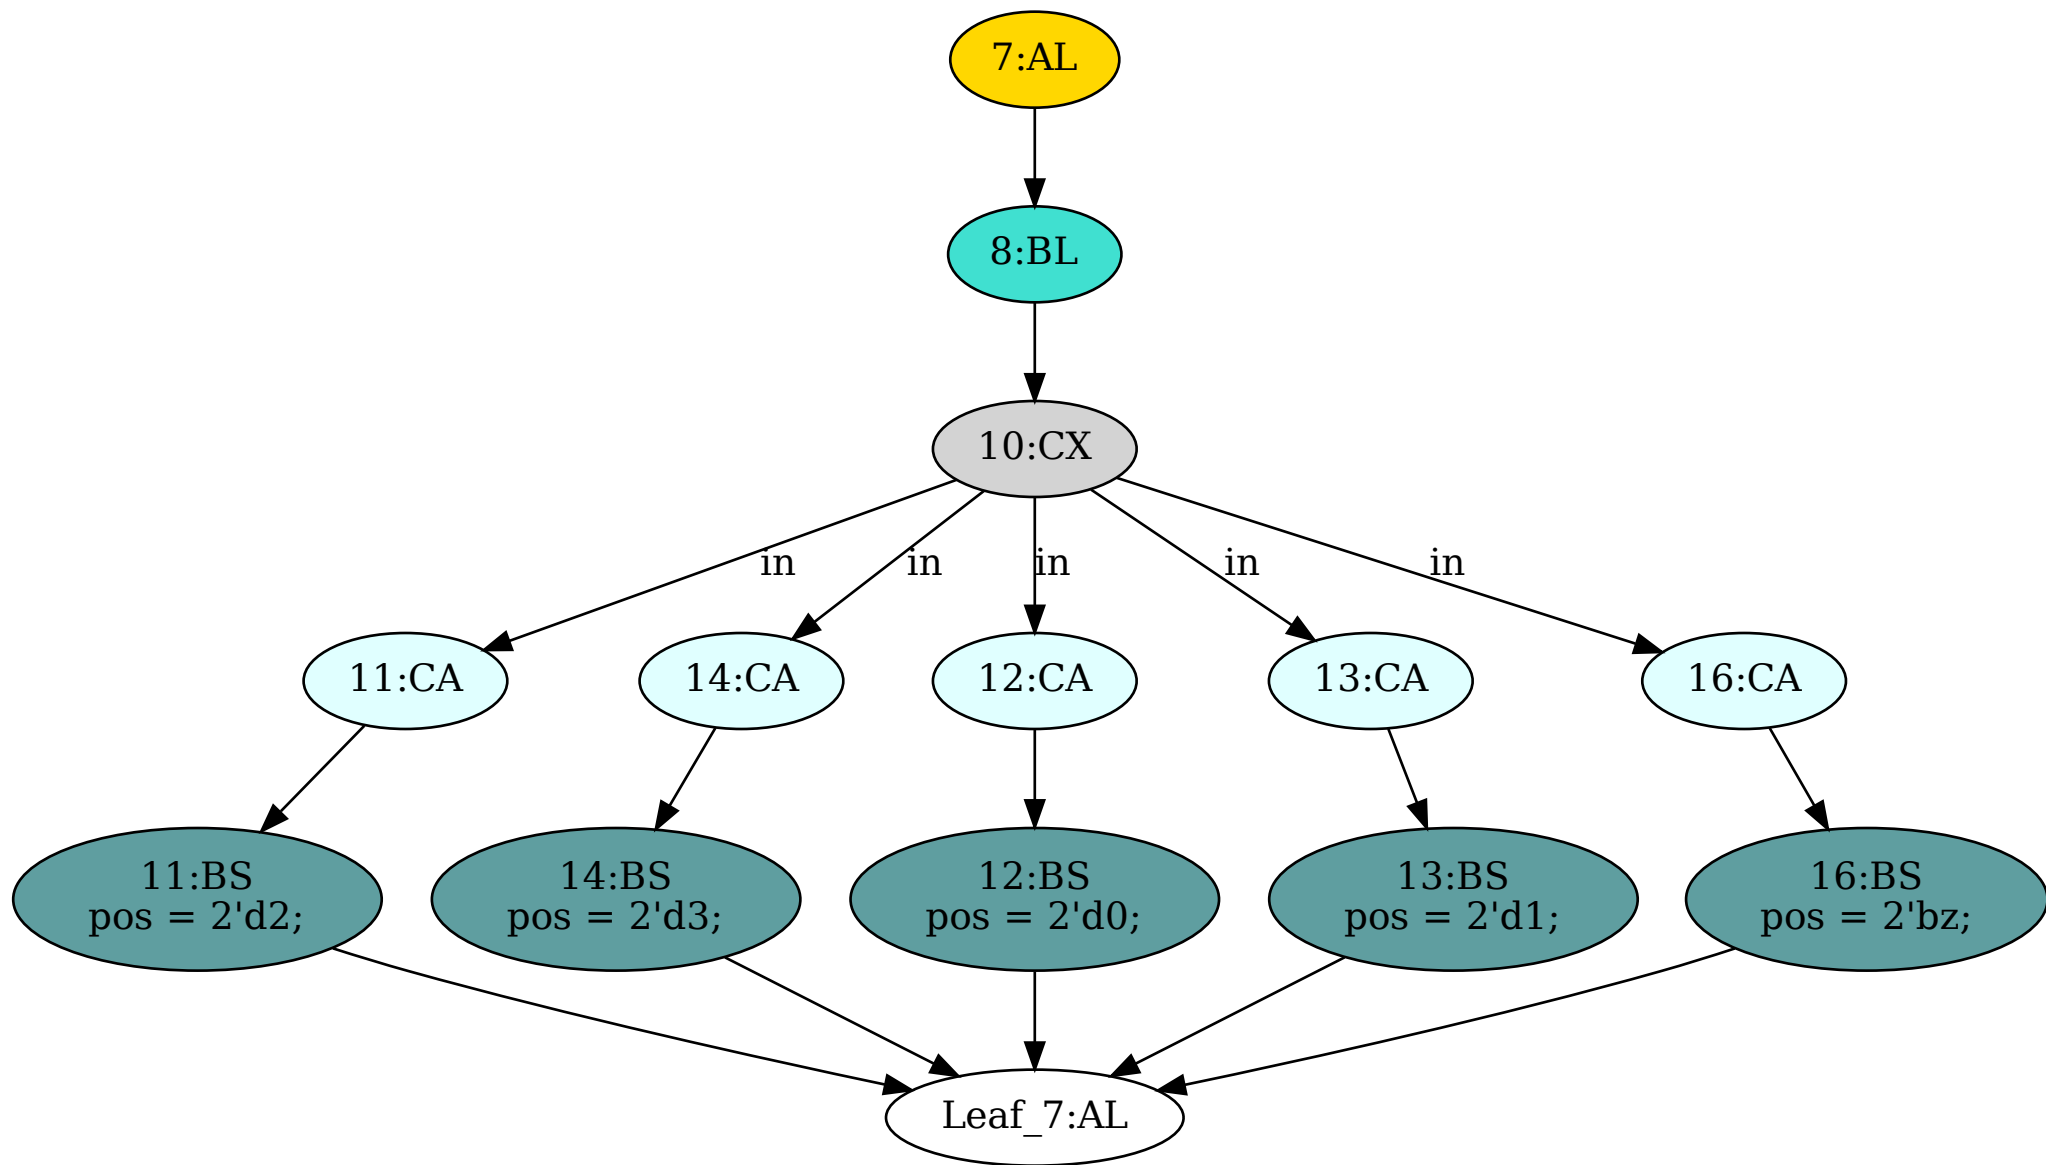 7:AL
8:BL
10:CX
in
in
in
in
in
11:CA
14:CA
12:CA
13:CA
16:CA
11:BS
pos = 2'd2;
14:BS
pos = 2'd3;
12:BS
pos = 2'd0;
13:BS
pos = 2'd1;
16:BS
pos = 2'bz;
Leaf_7:AL